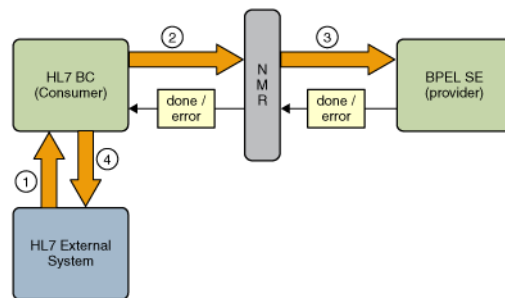 2
3
HL7 BC
(Consumer)
N
M
R
BPEL SE
(provider)
done /
error
done /
error
1
4
HL7 External
System